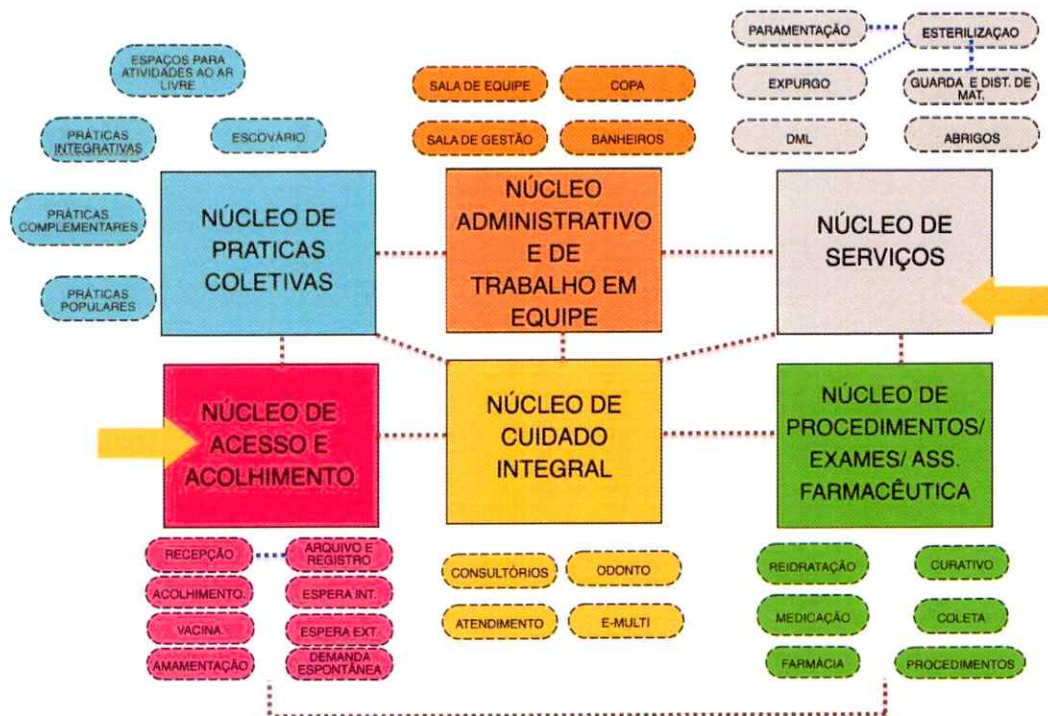 PARAMENTAÇÃO
ESTERILIZAÇAO
ESPAÇOS PARA
ATIVIDADES AO AR
LIVRE
SALA DE EQUIPE
COPA
EXPURGO
GUARDA E DIST. DE
MAT.
PRÁTICAS
INTEGRATIVAS
ESCOVÁRIO
SALA DE GESTÃO
BANHEIROS
DML
ABRIGOS
PRÁTICAS
COMPLEMENTARES
PRÁTICAS
POPULARES
NÚCLEO DE
PRATICAS
COLETIVAS
NÚCLEO
ADMINISTRATIVO
E DE
TRABALHO EM
EQUIPE
NÚCLEO DE
SERVIÇOS
NÚCLEO DE
ACESSO E
ACOLHIMENTO
NÚCLEO DE
CUIDADO
INTEGRAL
NÚCLEO DE
PROCEDIMENTOS/
EXAMES/ ASS.
FARMACÊUTICA
RECEPÇÃO
ARQUIVO E
REGISTRO
ACOLHIMENTO.
ESPERA INT.
VACINA
ESPERA EXT.
AMAMENTAÇÃO
DEMANDA
ESPONTÂNEA
CONSULTÓRIOS
ODONTO
ATENDIMENTO
E-MULTI
REIDRATAÇÃO
CURATIVO
MEDICAÇÃO
COLETA
FARMÁCIA
PROCEDIMENTOS